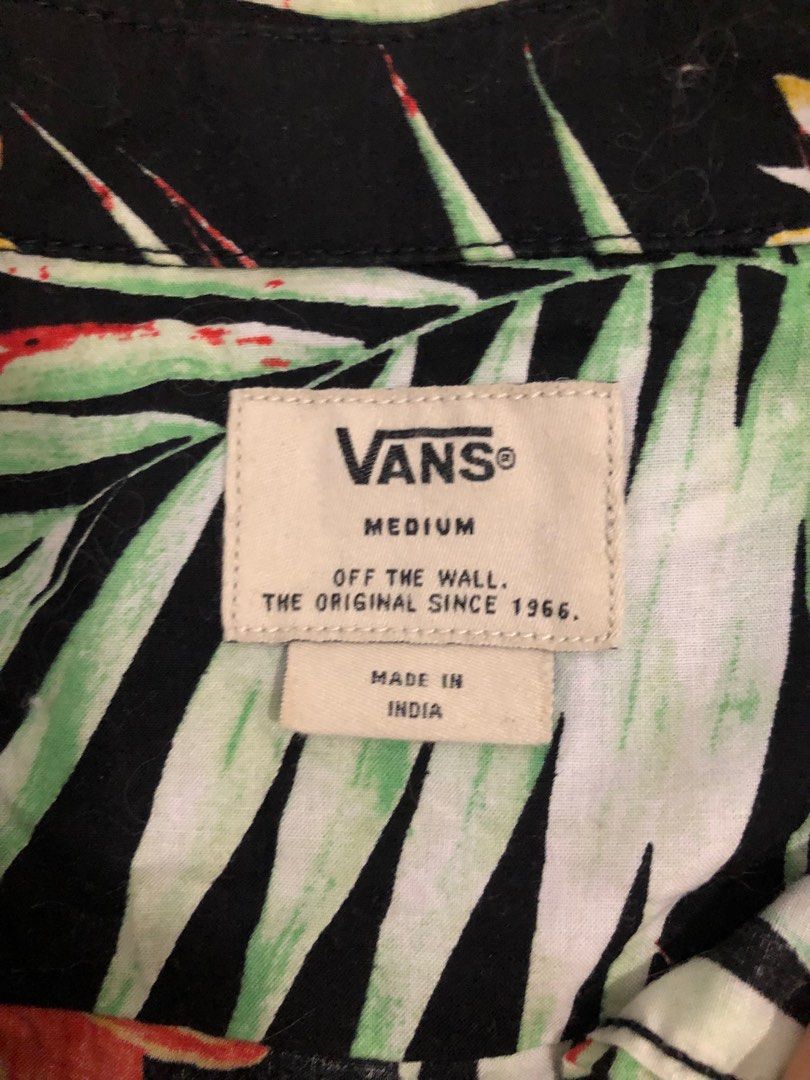 VANS®
MEDIUM
OFF THE WALL.
THE ORIGINAL SINCE 1966.
MADE IN
INDIA